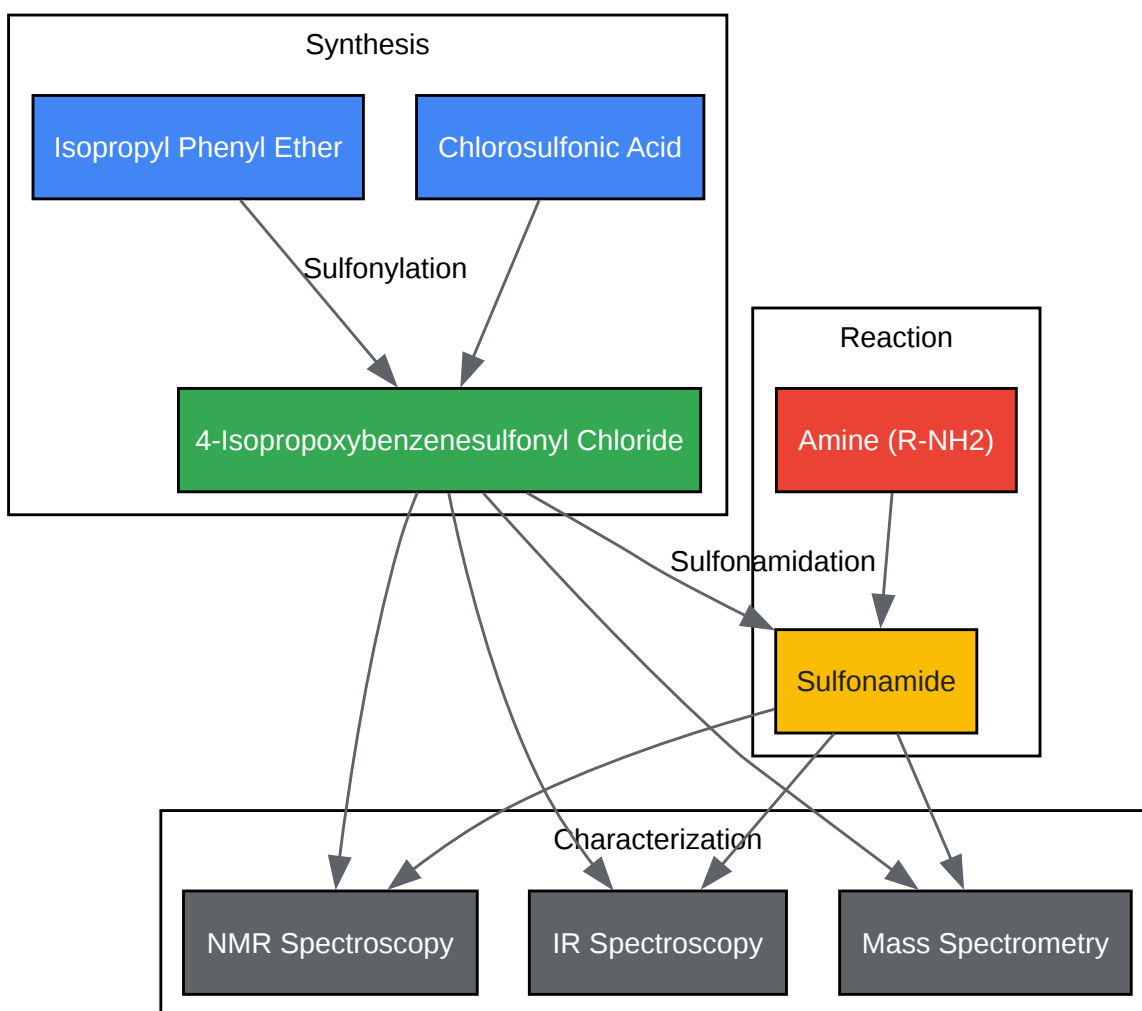 Synthesis
Isopropyl Phenyl Ether
Chlorosulfonic Acid
Sulfonylation
Reaction
4-Isopropoxybenzenesulfonyl Chloride
Amine (R-NH2)
Sulfonamidation
Sulfonamide
Characterization
NMR Spectroscopy
IR Spectroscopy
Mass Spectrometry